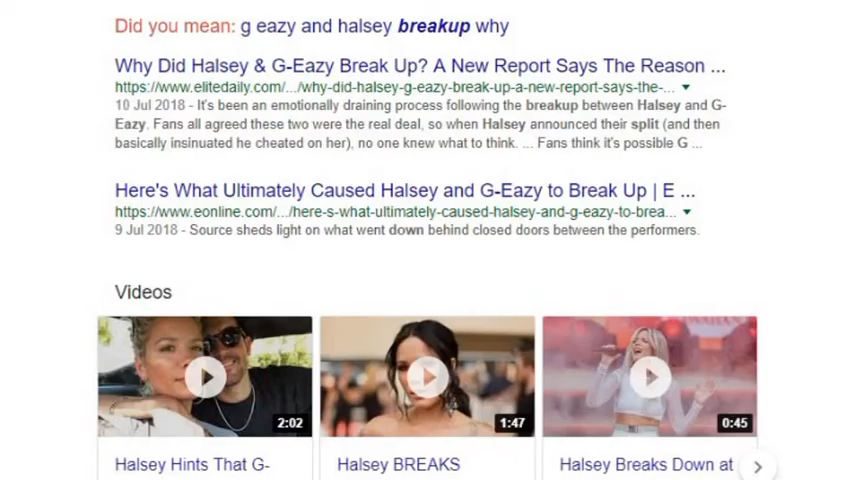 Did you mean: g eazy and halsey breakup why
Why Did Halsey & G-Eazy Break Up? A New Report Says The Reason ...
https://www.elitedaily.com/.../why-did-halsey-g-eazy-break-up-a-new-report-says-the-...
10 Jul 2018 - It's been an emotionally draining process following the breakup between Halsey and G-
Eazy. Fans all agreed these two were the real deal, so when Halsey announced their split (and then
basically insinuated he cheated on her), no one knew what to think. ... Fans think it's possible G ...
Here's What Ultimately Caused Halsey and G-Eazy to Break Up | E ...
https://www.eonline.com/.../here-s-what-ultimately-caused-halsey-and-g-eazy-to-brea...
9 Jul 2018 - Source sheds light on what went down behind closed doors between the performers.
Videos
2:02
1:47
0:45
Halsey Hints That G-
Halsey BREAKS
Halsey Breaks Down at